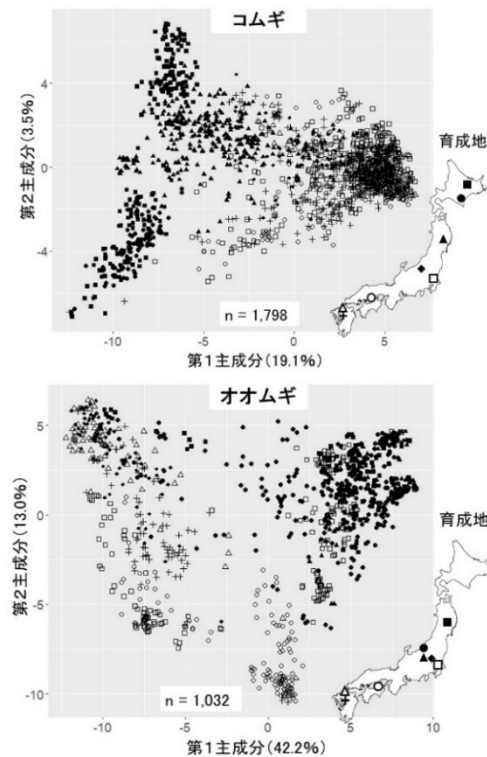 コムギ
第2主成分(3.5%)
4
0
-4
育成地
n = 1,798
-10
-5
0
5
第1主成分(19.1%)
オオムギ
第2主成分(13.0%)
5
0
-5
-10
育成地
n = 1,032
-10
-5
0
5
10
第1主成分(42.2%)